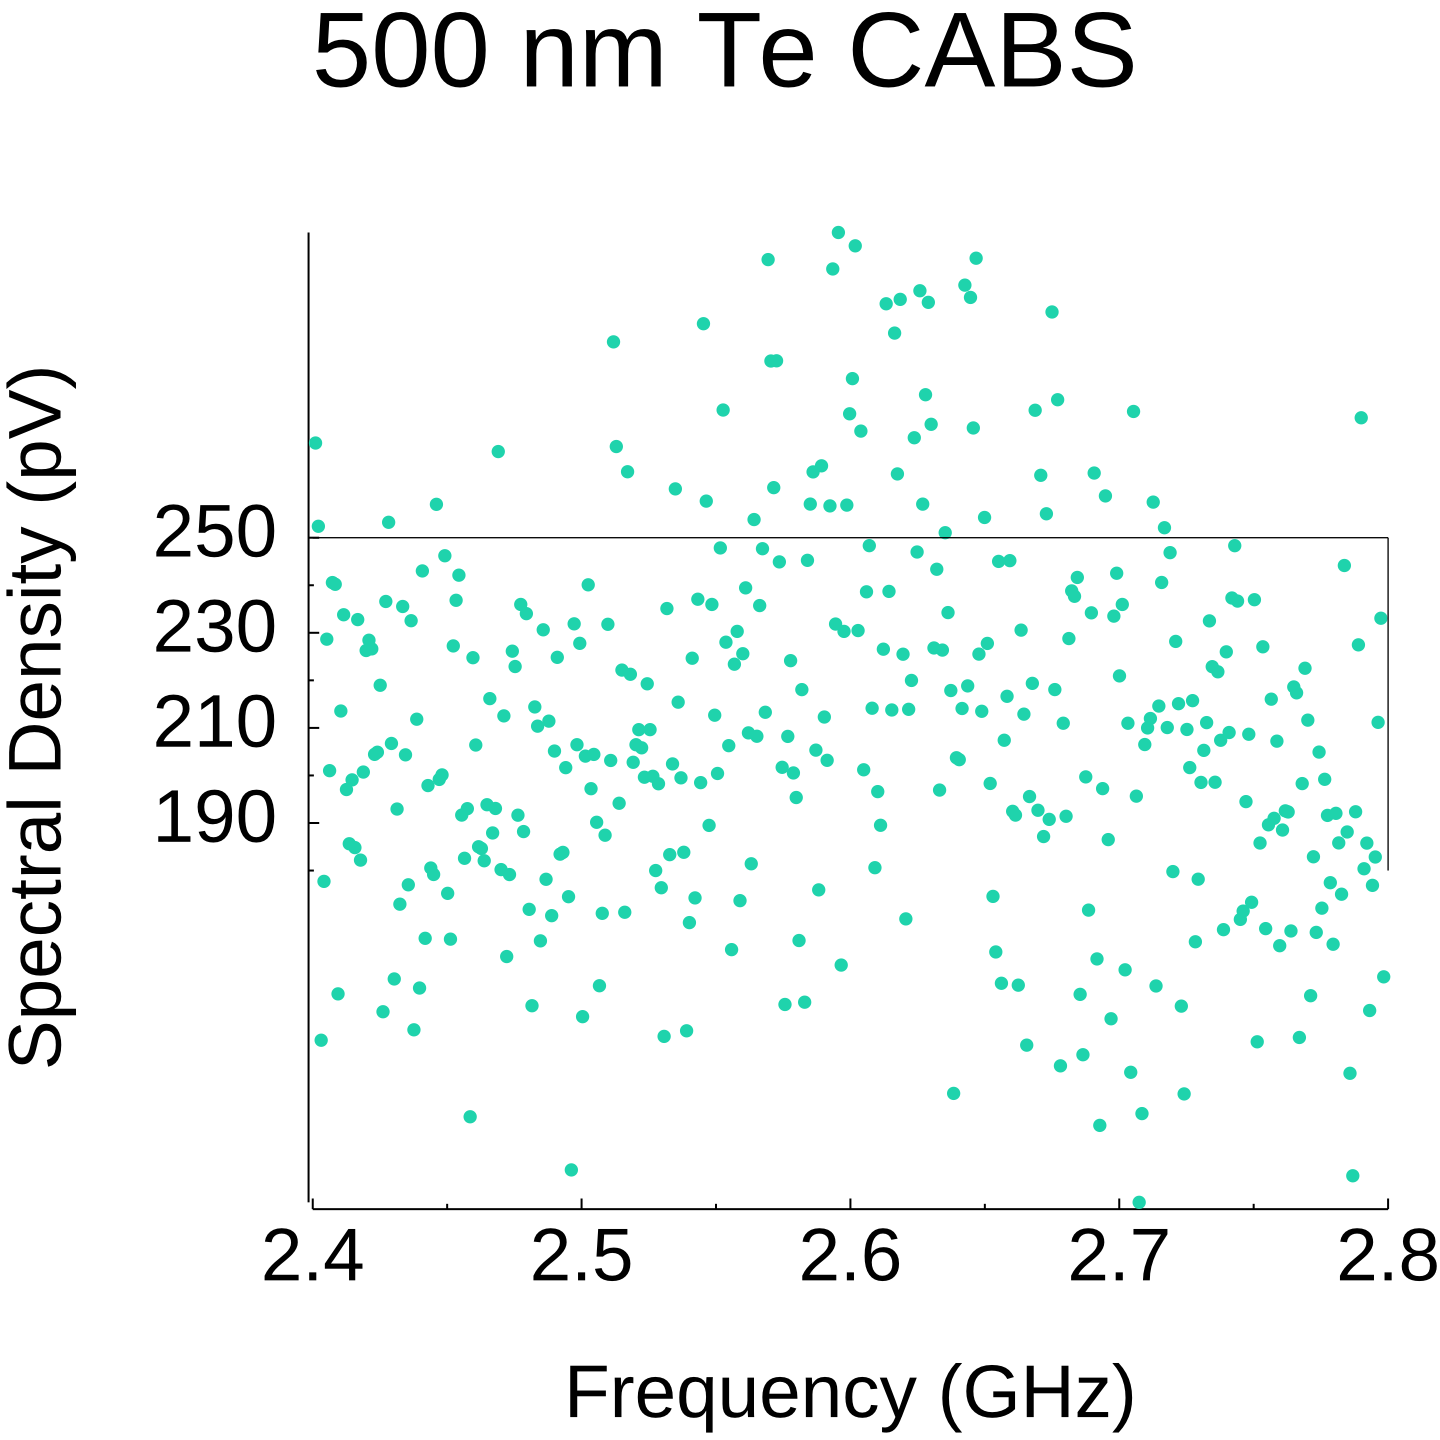 500 nm Te CABS
Spectral Density (pV)
250
230
210
190
2.4 2.5 2.6 2.7 2.8
Frequency (GHz)